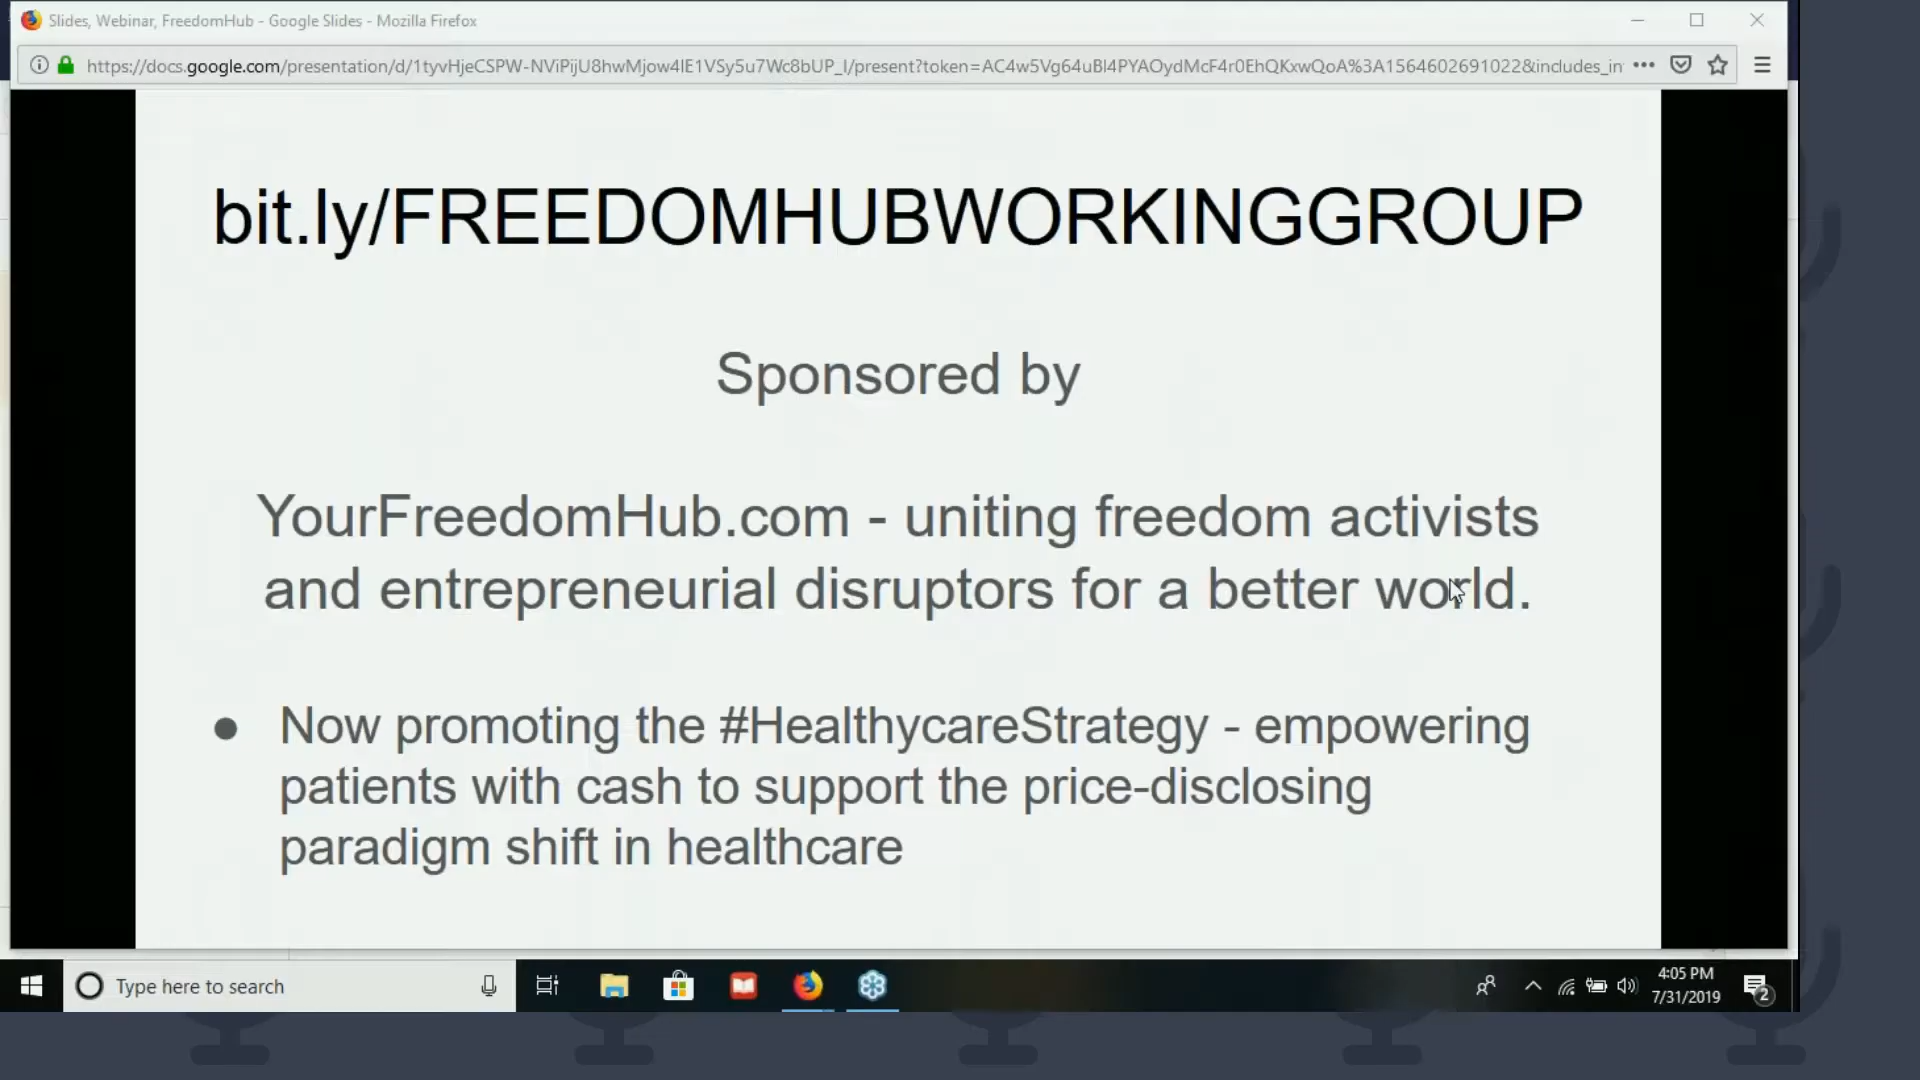 Slides, Webinar, FreedomHub - Google Slides - Mozilla Firefox
https://docs.google.com/presentation/d/1tyvHjeCSPW-NViPijU8hwMjow4lE1VSy5u7Wc8bUP_I/present?token=AC4w5Vg64uBl4PYAOydMcF4r0EhQKxwQoA%3A1564602691022&includes_in
bit.ly/FREEDOMHUBWORKINGGROUP
Sponsored by
YourFreedomHub.com - uniting freedom activists
and entrepreneurial disruptors for a better world.
● Now promoting the #HealthycareStrategy - empowering
patients with cash to support the price-disclosing
paradigm shift in healthcare
Type here to search
4:05 PM
7/31/2019
2